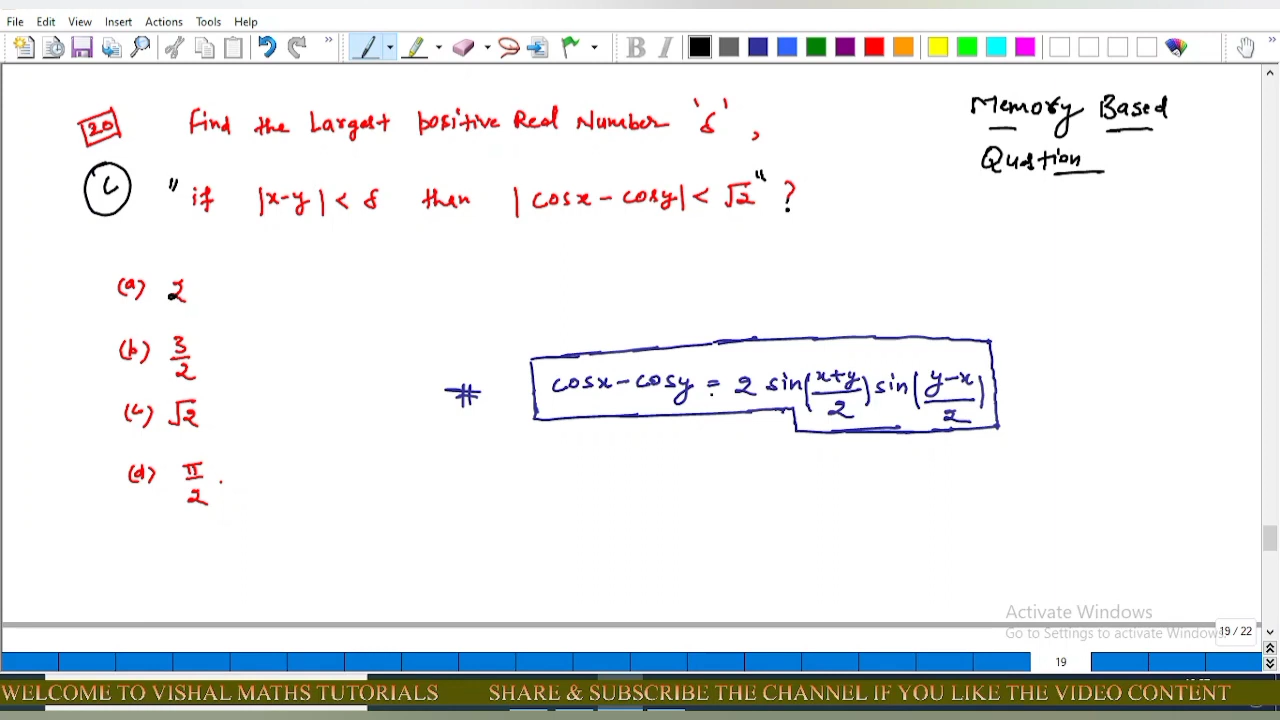 File Edit View Insert Actions Tools Help
20 Find the Largest positive Real Number 'δ',
Memory Based
Question
" if |x-y| < δ then | cosx - cosy| < √2 " ?
(a) 2
(b) 3/2
(c) √2
(d) π/2 .
# cosx - cosy = 2 sin((x+y)/2) sin((y-x)/2)
Activate Windows
Go to Settings to activate Windows.
19 / 22
19
WELCOME TO VISHAL MATHS TUTORIALS SHARE & SUBSCRIBE THE CHANNEL IF YOU LIKE THE VIDEO CONTENT